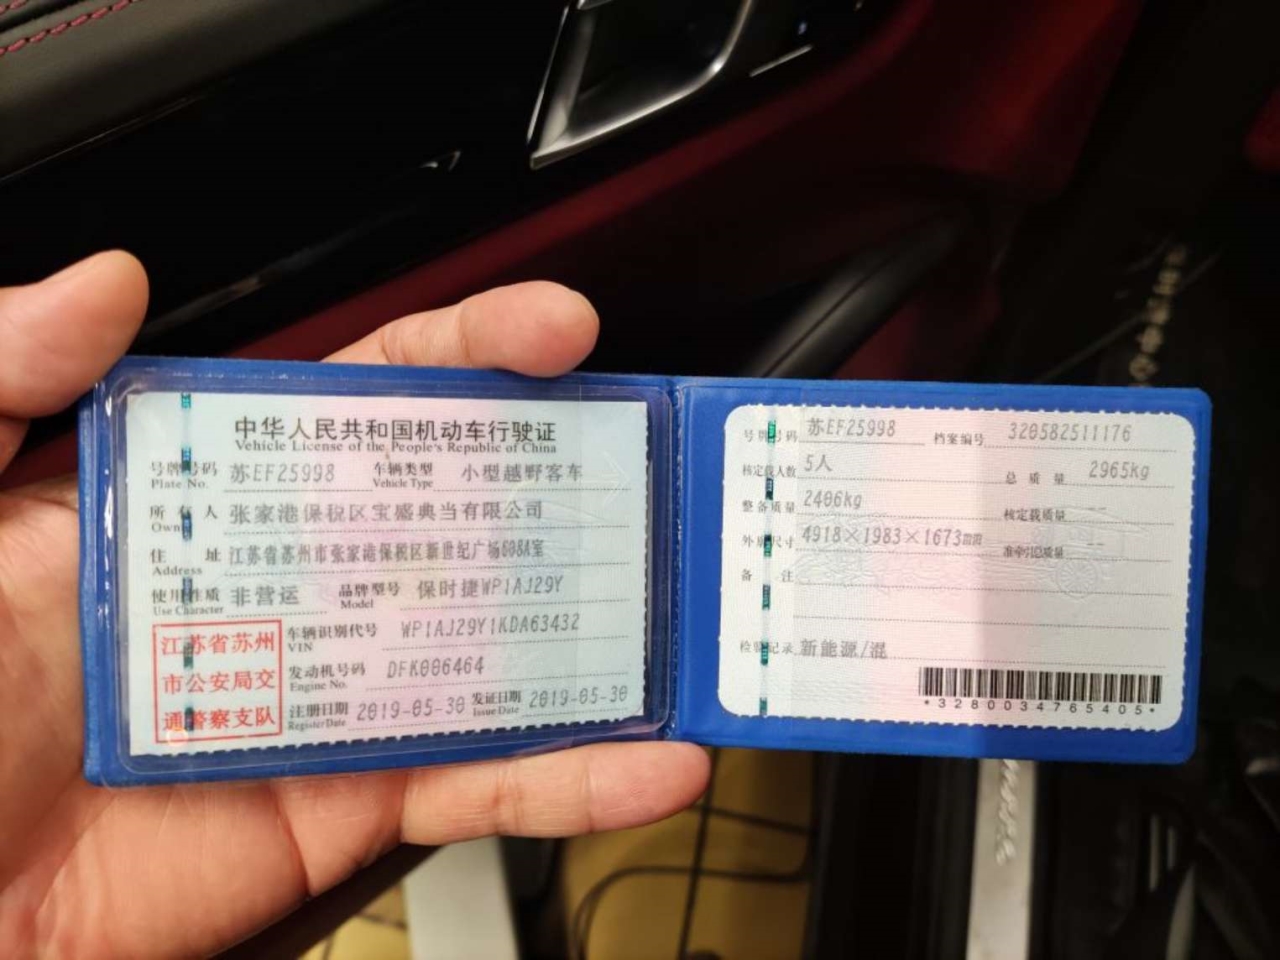 中华人民共和国机动车行驶证
Vehicle License of the People's Republic of China
号牌号码 苏EF25998 车辆类型 小型越野客车
Plate No. Vehicle Type
所有人 张家港保税区宝盛典当有限公司
Owner
住址 江苏省苏州市张家港保税区新世纪广场608A室
Address
使用性质 非营运 品牌型号 保时捷WP1AJ29Y
Use Character Model
江苏省苏州
市公安局交
通警察支队
车辆识别代号 WP1AJ29Y1KDA63432
VIN
发动机号码 DFK006464
Engine No.
注册日期 2019-05-30 发证日期 2019-05-30
Register Date Issue Date
号牌号码 苏EF25998 档案编号 320582511176
核定载人数 5人 总质量 2965kg
整备质量 2406kg 核定载质量 --
外廓尺寸 4918×1983×1673mm 准牵引总质量 --
备注
检验记录 新能源/混
*3280034765405*